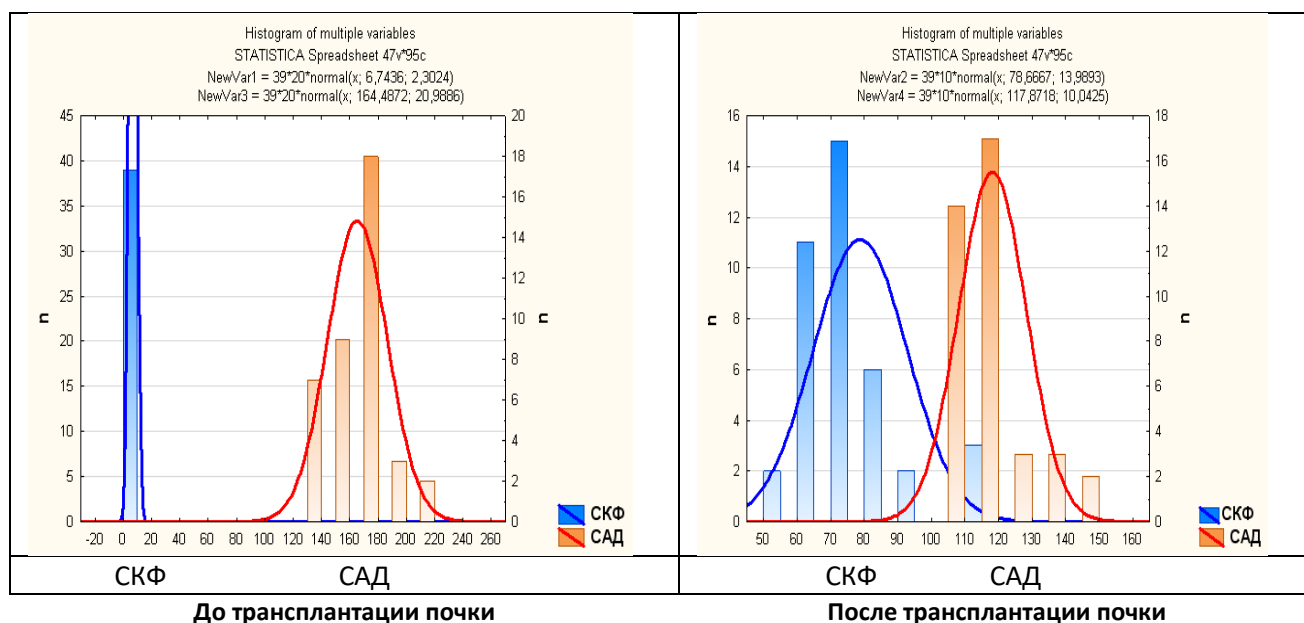 Histogram of multiple variables
STATISTICA Spreadsheet 47v*95c
NewVar1 = 39*20*normal(x; 6,7436; 2,3024)
NewVar3 = 39*20*normal(x; 164,4872; 20,9886)
45
40
35
30
25
20
15
10
5
0
n
20
18
16
14
12
10
8
6
4
2
0
n
-20 0 20 40 60 80 100 120 140 160 180 200 220 240 260
СКФ
САД
СКФ САД
До трансплантации почки
Histogram of multiple variables
STATISTICA Spreadsheet 47v*95c
NewVar2 = 39*10*normal(x; 78,6667; 13,9893)
NewVar4 = 39*10*normal(x; 117,8718; 10,0425)
16
14
12
10
8
6
4
2
0
n
18
16
14
12
10
8
6
4
2
0
n
50 60 70 80 90 100 110 120 130 140 150 160
СКФ
САД
СКФ САД
После трансплантации почки